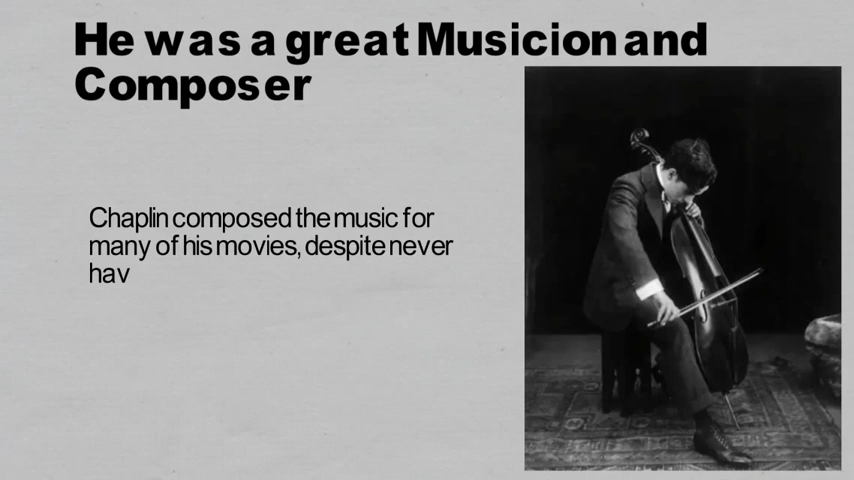 He was a great Musicion and
Composer
Chaplin composed the music for
many of his movies, despite never
hav